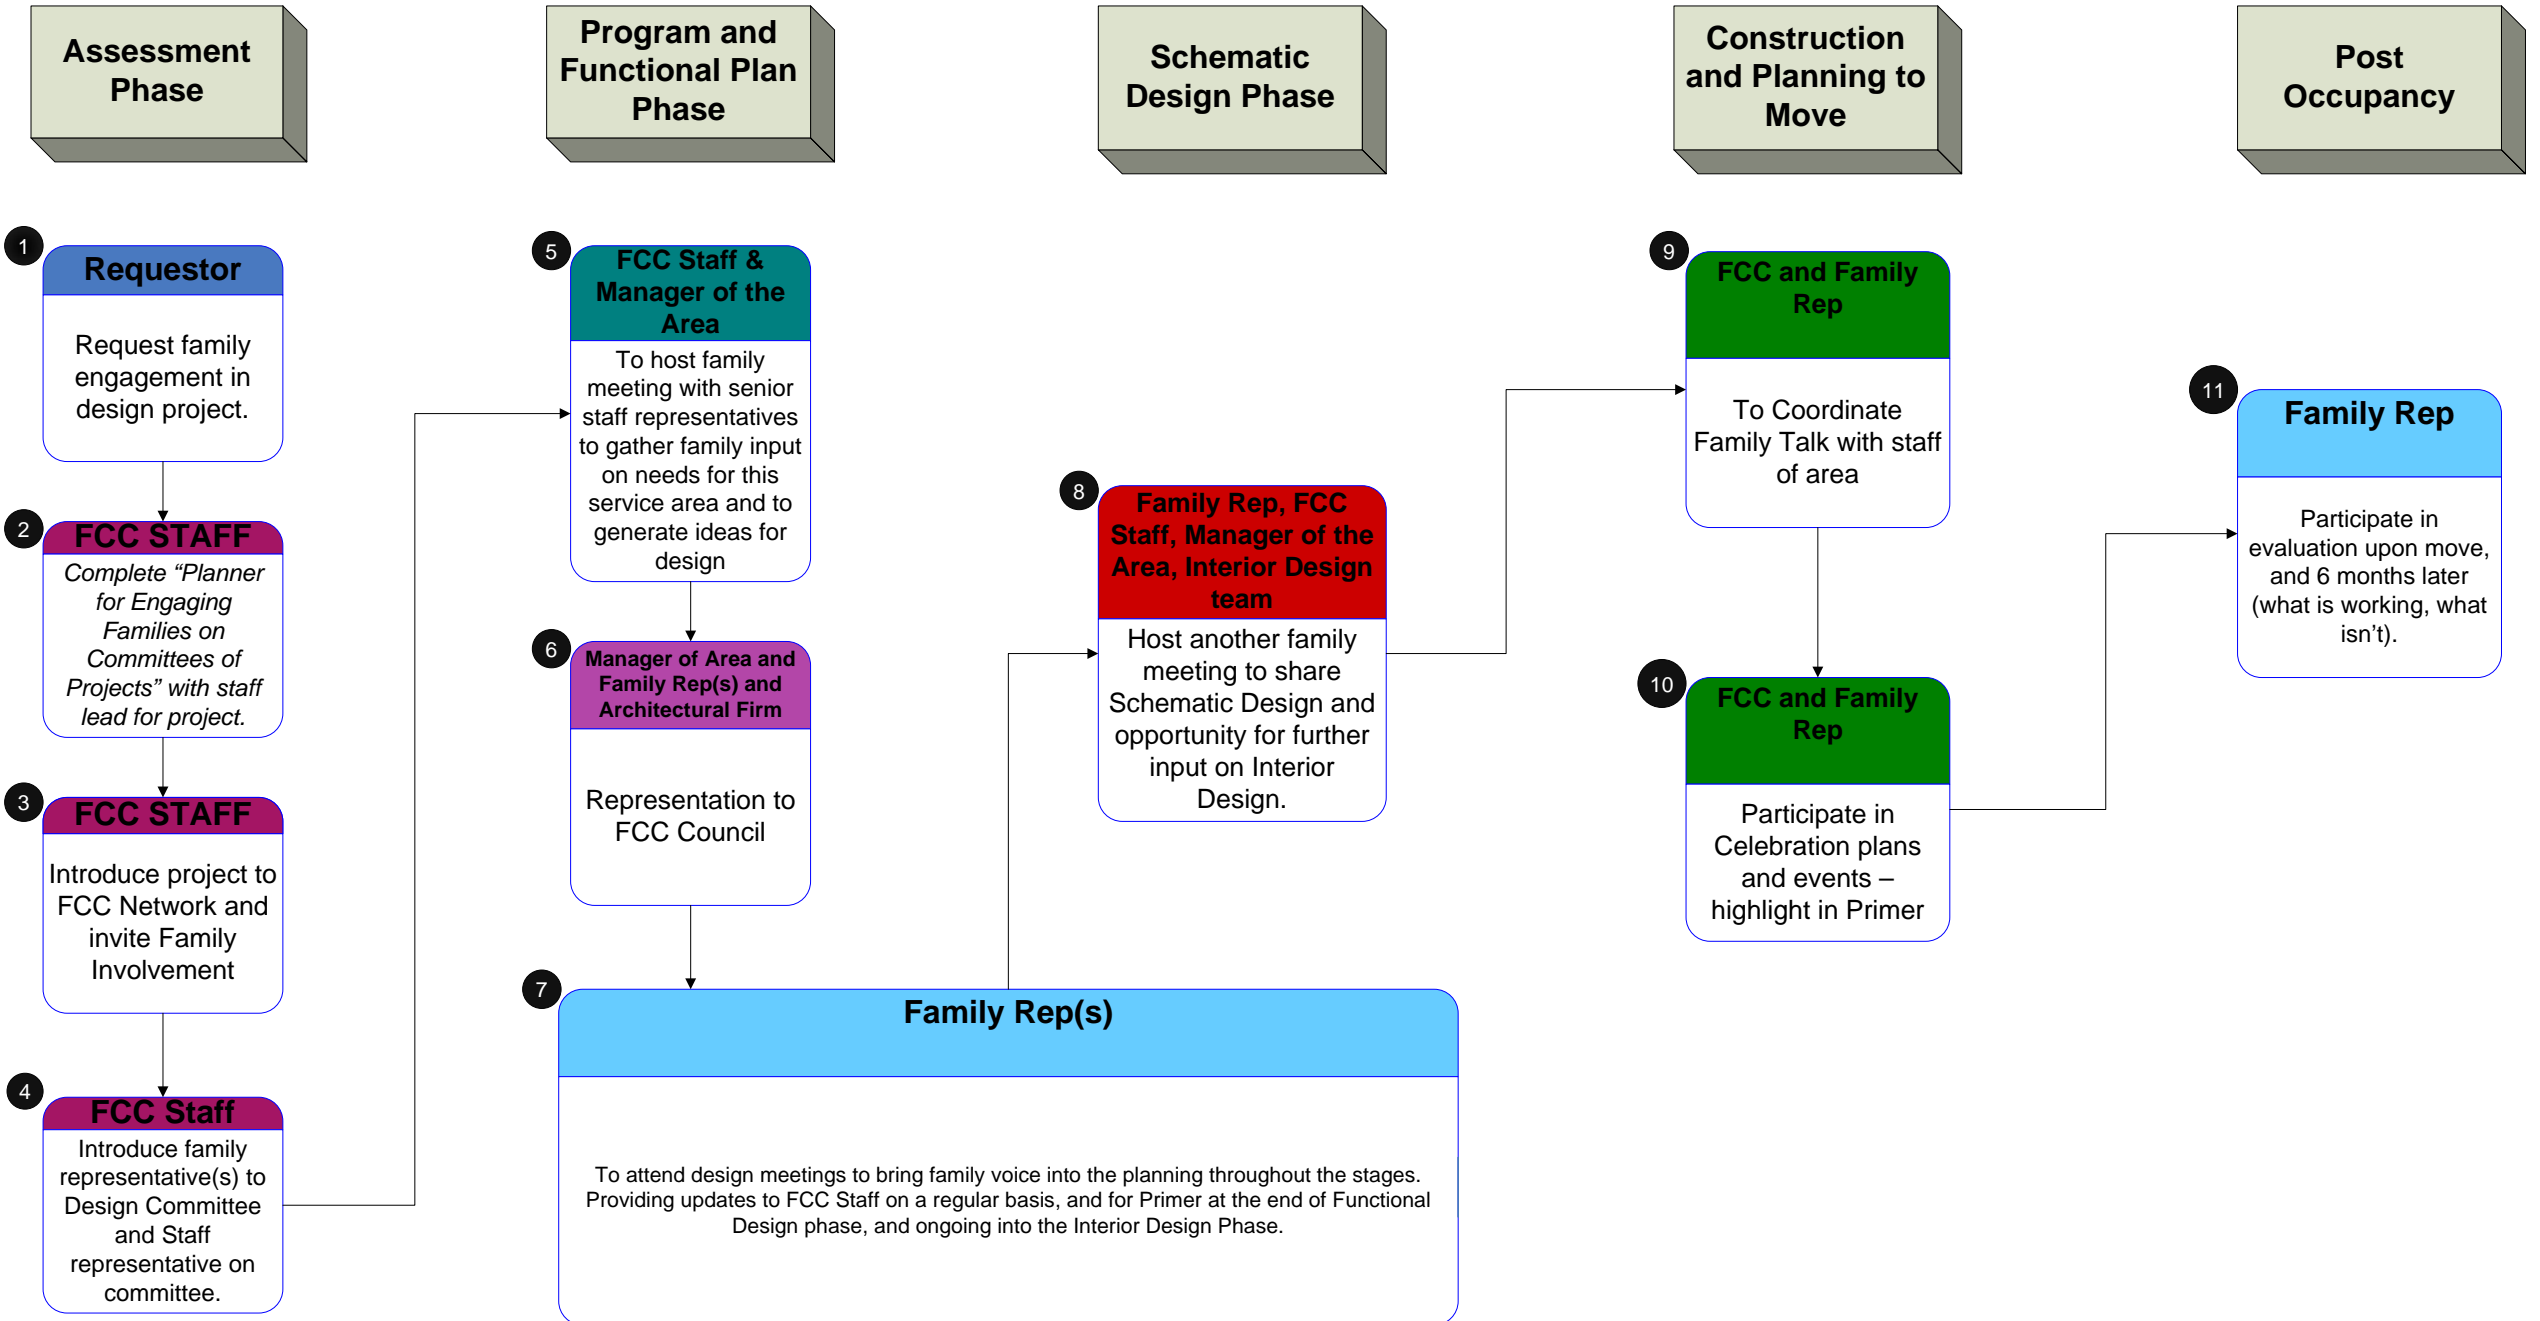 Assessment
Phase
Program and
Functional Plan
Phase
Schematic
Design Phase
Construction
and Planning to
Move
Post
Occupancy
1
Requestor
Request family
engagement in
design project.
2
FCC STAFF
Complete “Planner
for Engaging
Families on
Committees of
Projects” with staff
lead for project.
3
FCC STAFF
Introduce project to
FCC Network and
invite Family
Involvement
4
FCC Staff
Introduce family
representative(s) to
Design Committee
and Staff
representative on
committee.
5
FCC Staff &
Manager of the
Area
To host family
meeting with senior
staff representatives
to gather family input
on needs for this
service area and to
generate ideas for
design
6
Manager of Area and
Family Rep(s) and
Architectural Firm
Representation to
FCC Council
7
Family Rep(s)
To attend design meetings to bring family voice into the planning throughout the stages.
Providing updates to FCC Staff on a regular basis, and for Primer at the end of Functional
Design phase, and ongoing into the Interior Design Phase.
8
Family Rep, FCC
Staff, Manager of the
Area, Interior Design
team
Host another family
meeting to share
Schematic Design and
opportunity for further
input on Interior
Design.
9
FCC and Family
Rep
To Coordinate
Family Talk with staff
of area
10
FCC and Family
Rep
Participate in
Celebration plans
and events –
highlight in Primer
11
Family Rep
Participate in
evaluation upon move,
and 6 months later
(what is working, what
isn’t).